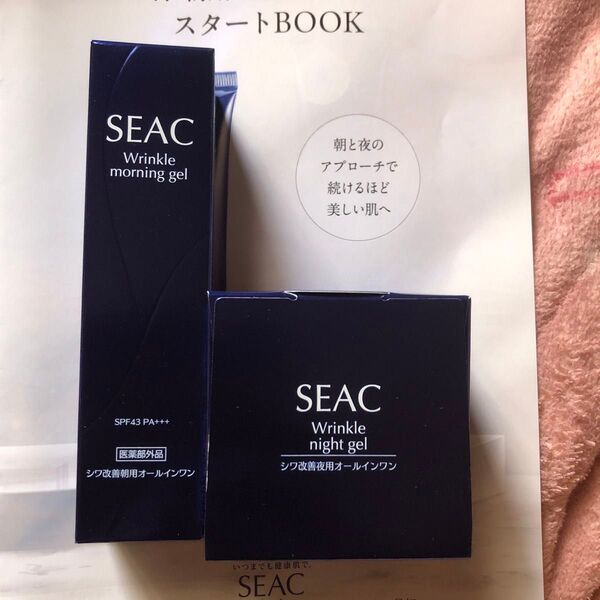 スタートBOOK
SEAC
Wrinkle
morning gel
SPF43 PA+++
医薬部外品
シワ改善朝用オールインワン
朝と夜の
アプローチで
続けるほど
美しい肌へ
SEAC
Wrinkle
night gel
シワ改善夜用オールインワン
いつまでも健康肌で。
SEAC